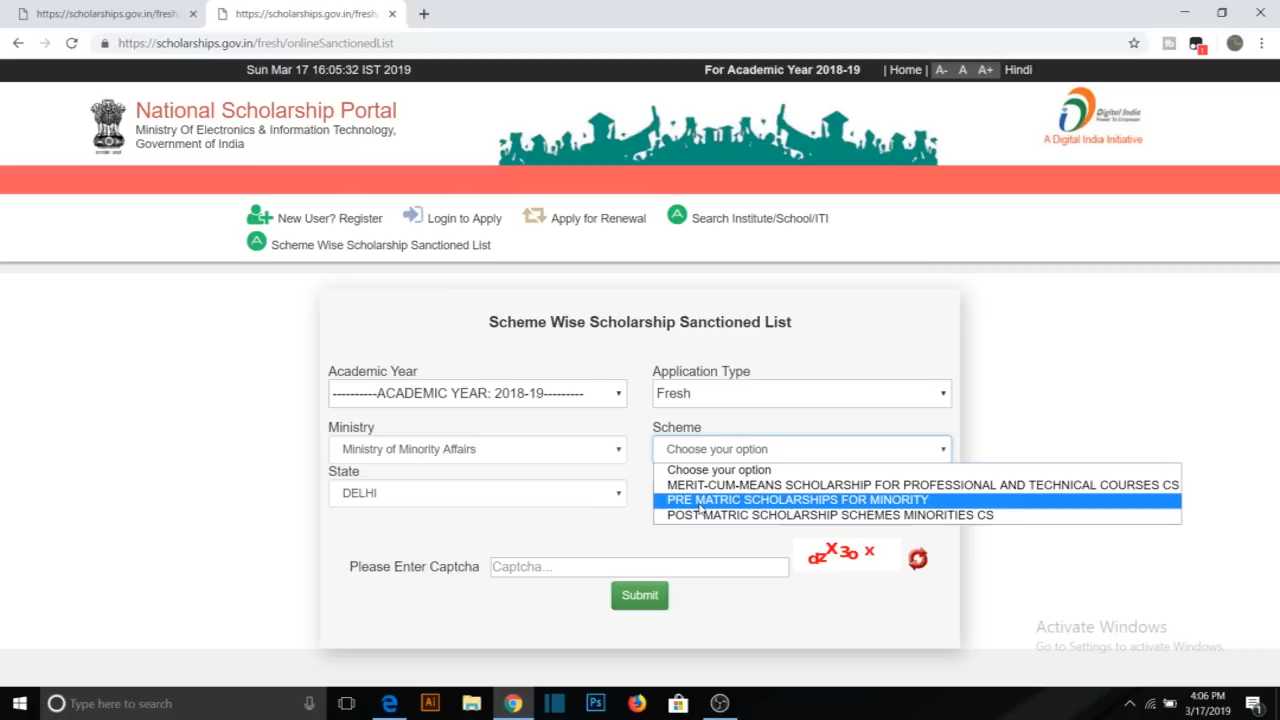 https://scholarships.gov.in/fresh
https://scholarships.gov.in/fresh
https://scholarships.gov.in/fresh/onlineSanctionedList
Sun Mar 17 16:05:32 IST 2019
For Academic Year 2018-19 | Home | A- A A+ Hindi
National Scholarship Portal
Ministry Of Electronics & Information Technology,
Government of India
Digital India
Power To Empower
A Digital India Initiative
New User? Register Login to Apply Apply for Renewal A Search Institute/School/ITI
A Scheme Wise Scholarship Sanctioned List
Scheme Wise Scholarship Sanctioned List
Academic Year
Application Type
----------ACADEMIC YEAR: 2018-19---------
Fresh
Ministry
Scheme
Ministry of Minority Affairs
Choose your option
State
Choose your option
MERIT-CUM-MEANS SCHOLARSHIP FOR PROFESSIONAL AND TECHNICAL COURSES CS
DELHI
PRE MATRIC SCHOLARSHIPS FOR MINORITY
POST MATRIC SCHOLARSHIP SCHEMES MINORITIES CS
Please Enter Captcha
Captcha...
dzX3o x
Submit
Activate Windows
Go to Settings to activate Windows.
Type here to search
Ai
Ps
4:06 PM
3/17/2019